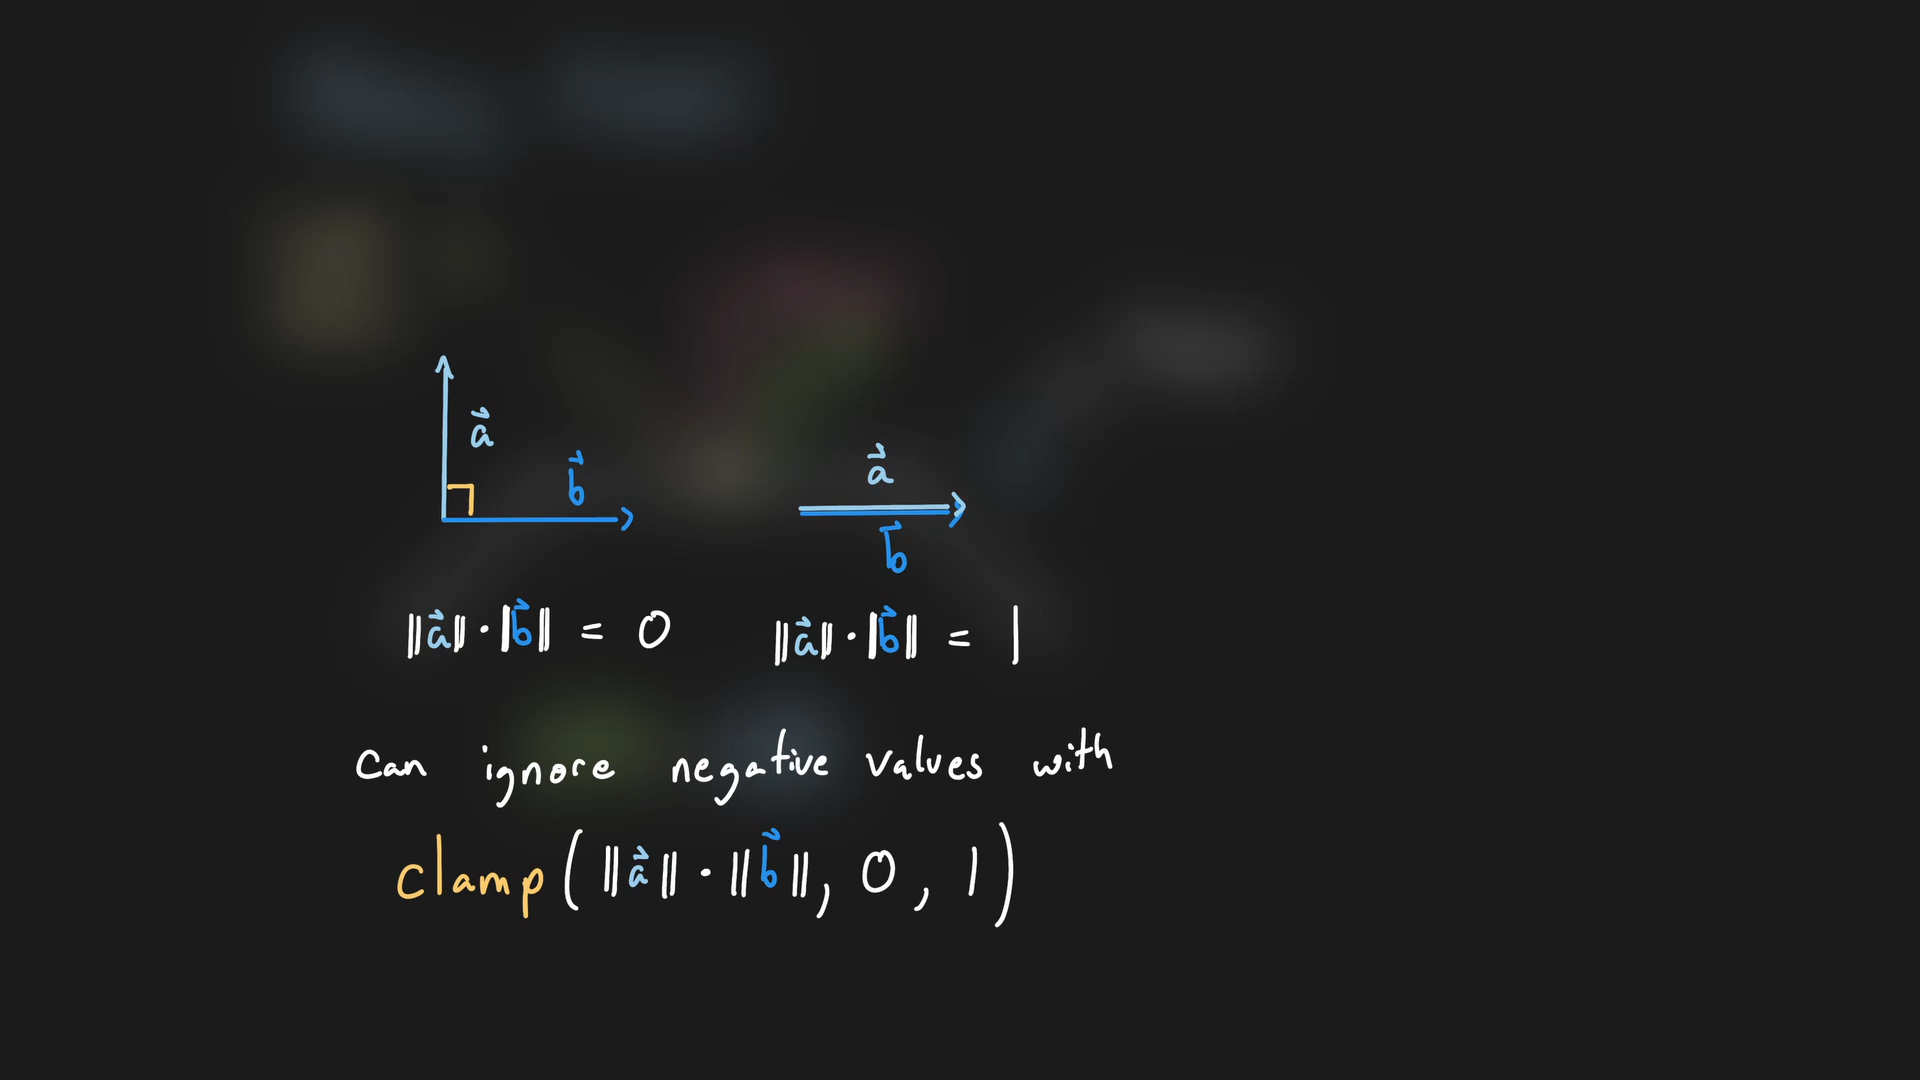 a⃗
b⃗
a⃗
b⃗
‖a⃗‖ · ‖b⃗‖ = 0
‖a⃗‖ · ‖b⃗‖ = 1
can ignore negative values with
clamp(‖a⃗‖ · ‖b⃗‖, 0, 1)